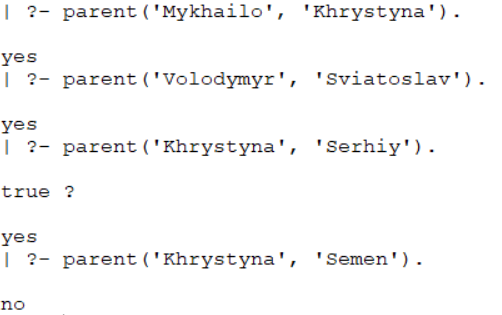 | ?- parent('Mykhailo', 'Khrystyna').
yes
| ?- parent('Volodymyr', 'Sviatoslav').
yes
| ?- parent('Khrystyna', 'Serhiy').
true ?
yes
| ?- parent('Khrystyna', 'Semen').
no